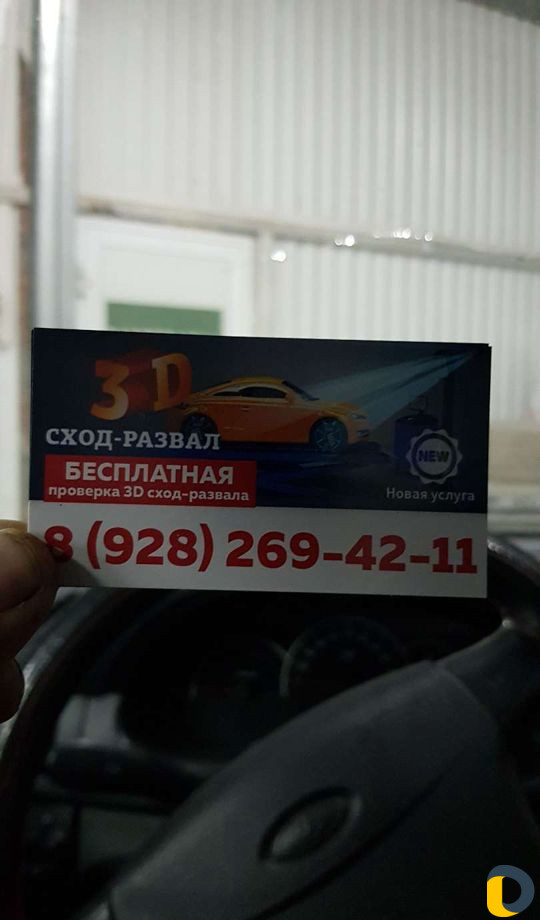 3D
СХОД-РАЗВАЛ
БЕСПЛАТНАЯ
проверка 3D сход-развала
NEW
Новая услуга
8 (928) 269-42-11